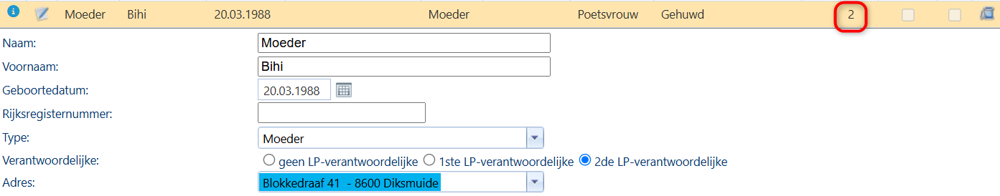 Moeder Bihi 20.03.1988 Moeder Poetsvrouw Gehuwd 2
Naam: Moeder
Voornaam: Bihi
Geboortedatum: 20.03.1988
Rijksregisternummer:
Type: Moeder
Verantwoordelijke: geen LP-verantwoordelijke 1ste LP-verantwoordelijke 2de LP-verantwoordelijke
Adres: Blokkedraaf 41 - 8600 Diksmuide